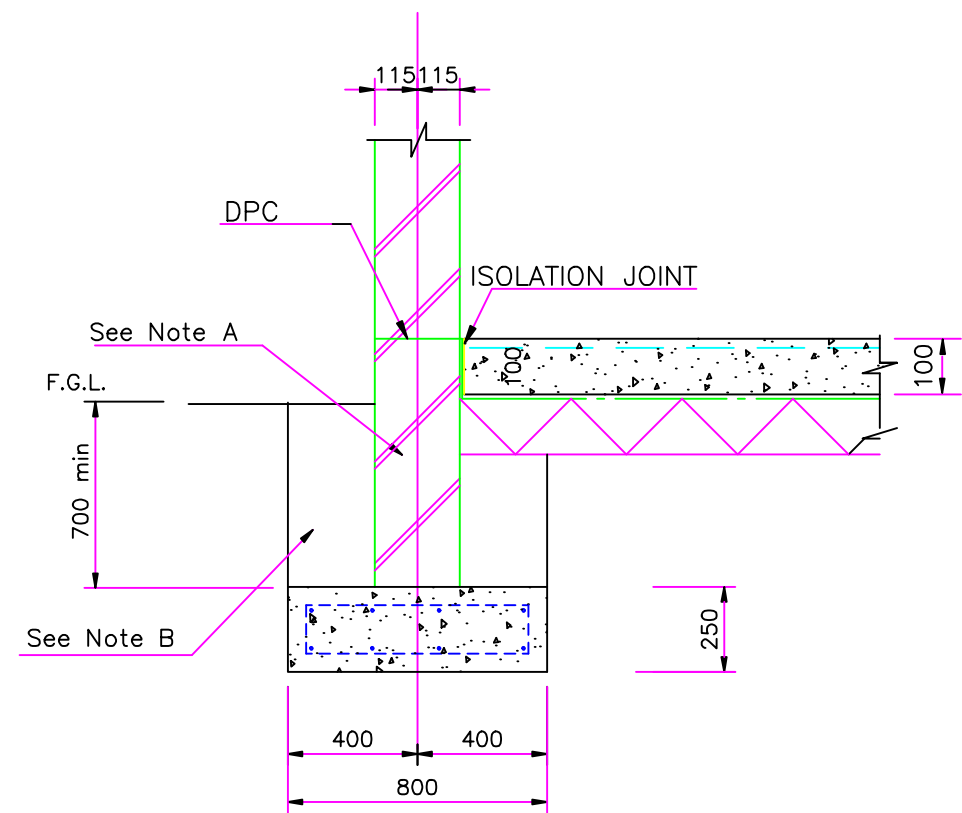 115 115
DPC
ISOLATION JOINT
See Note A
100
100
F.G.L.
700 min
250
See Note B
400 400
800